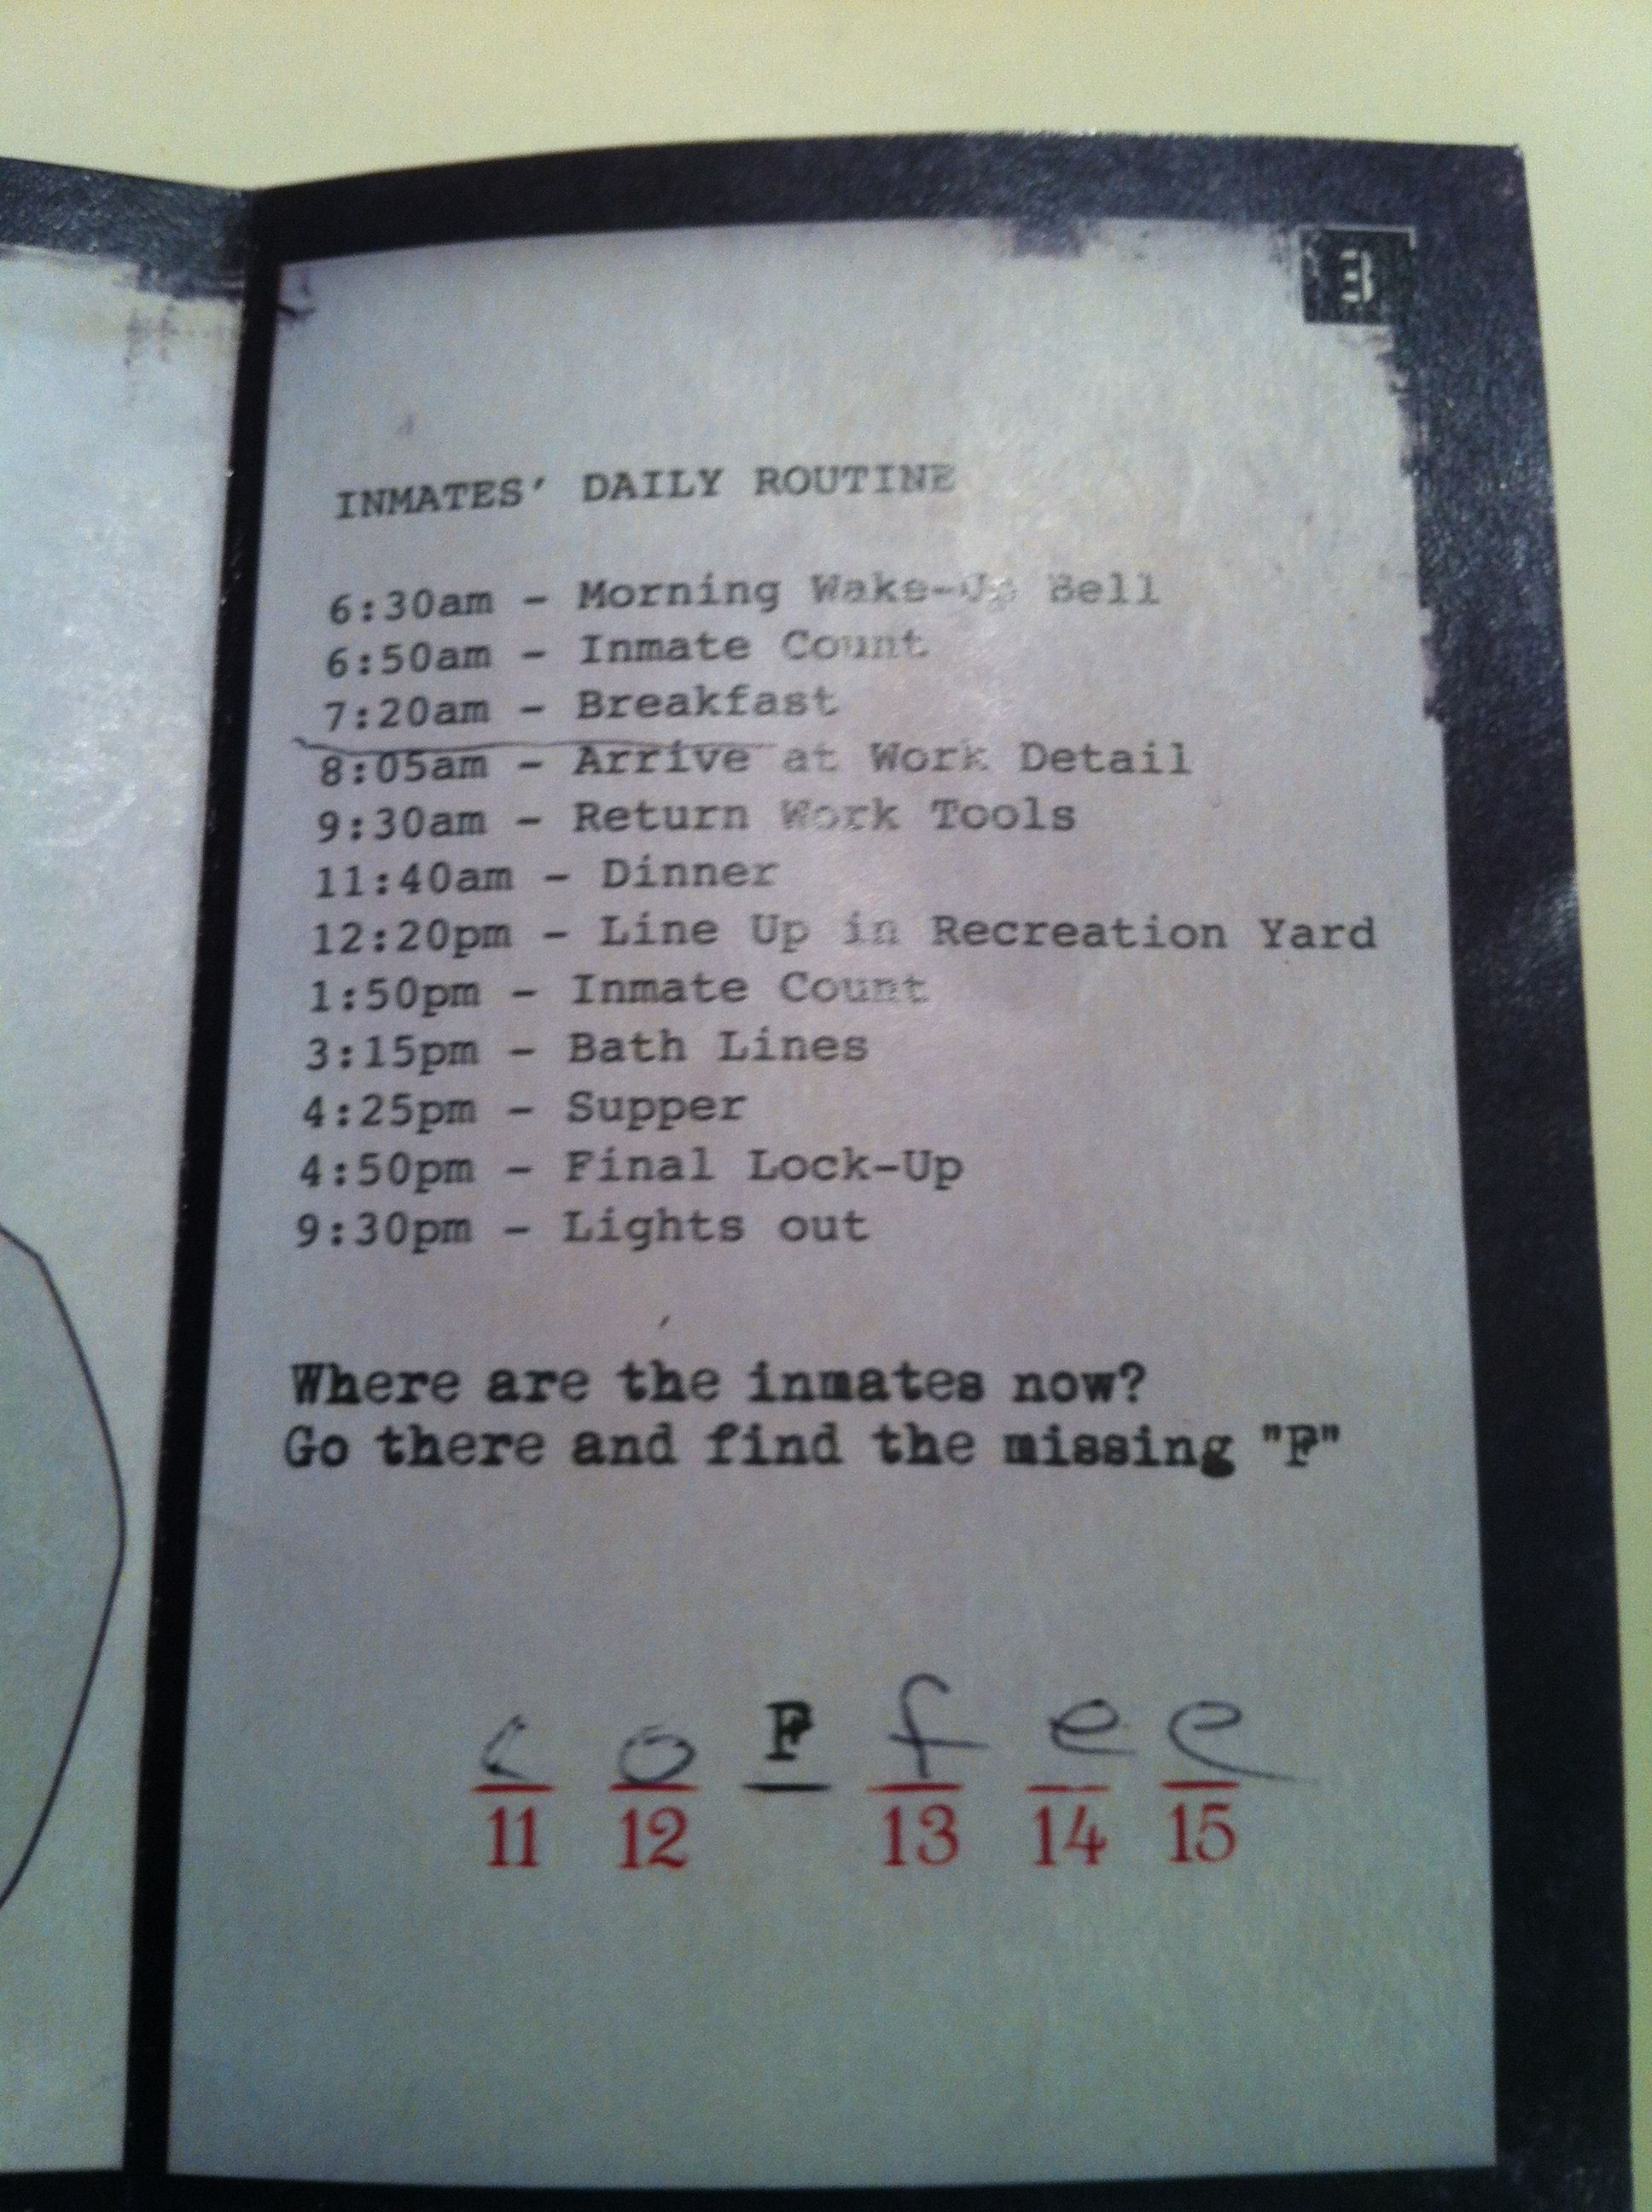 3
INMATES' DAILY ROUTINE
6:30am - Morning Wake-Up Bell
6:50am - Inmate Count
7:20am - Breakfast
8:05am - Arrive at Work Detail
9:30am - Return Work Tools
11:40am - Dinner
12:20pm - Line Up in Recreation Yard
1:50pm - Inmate Count
3:15pm - Bath Lines
4:25pm - Supper
4:50pm - Final Lock-Up
9:30pm - Lights out
Where are the inmates now?
Go there and find the missing "F"
c o F f e e
11 12 13 14 15